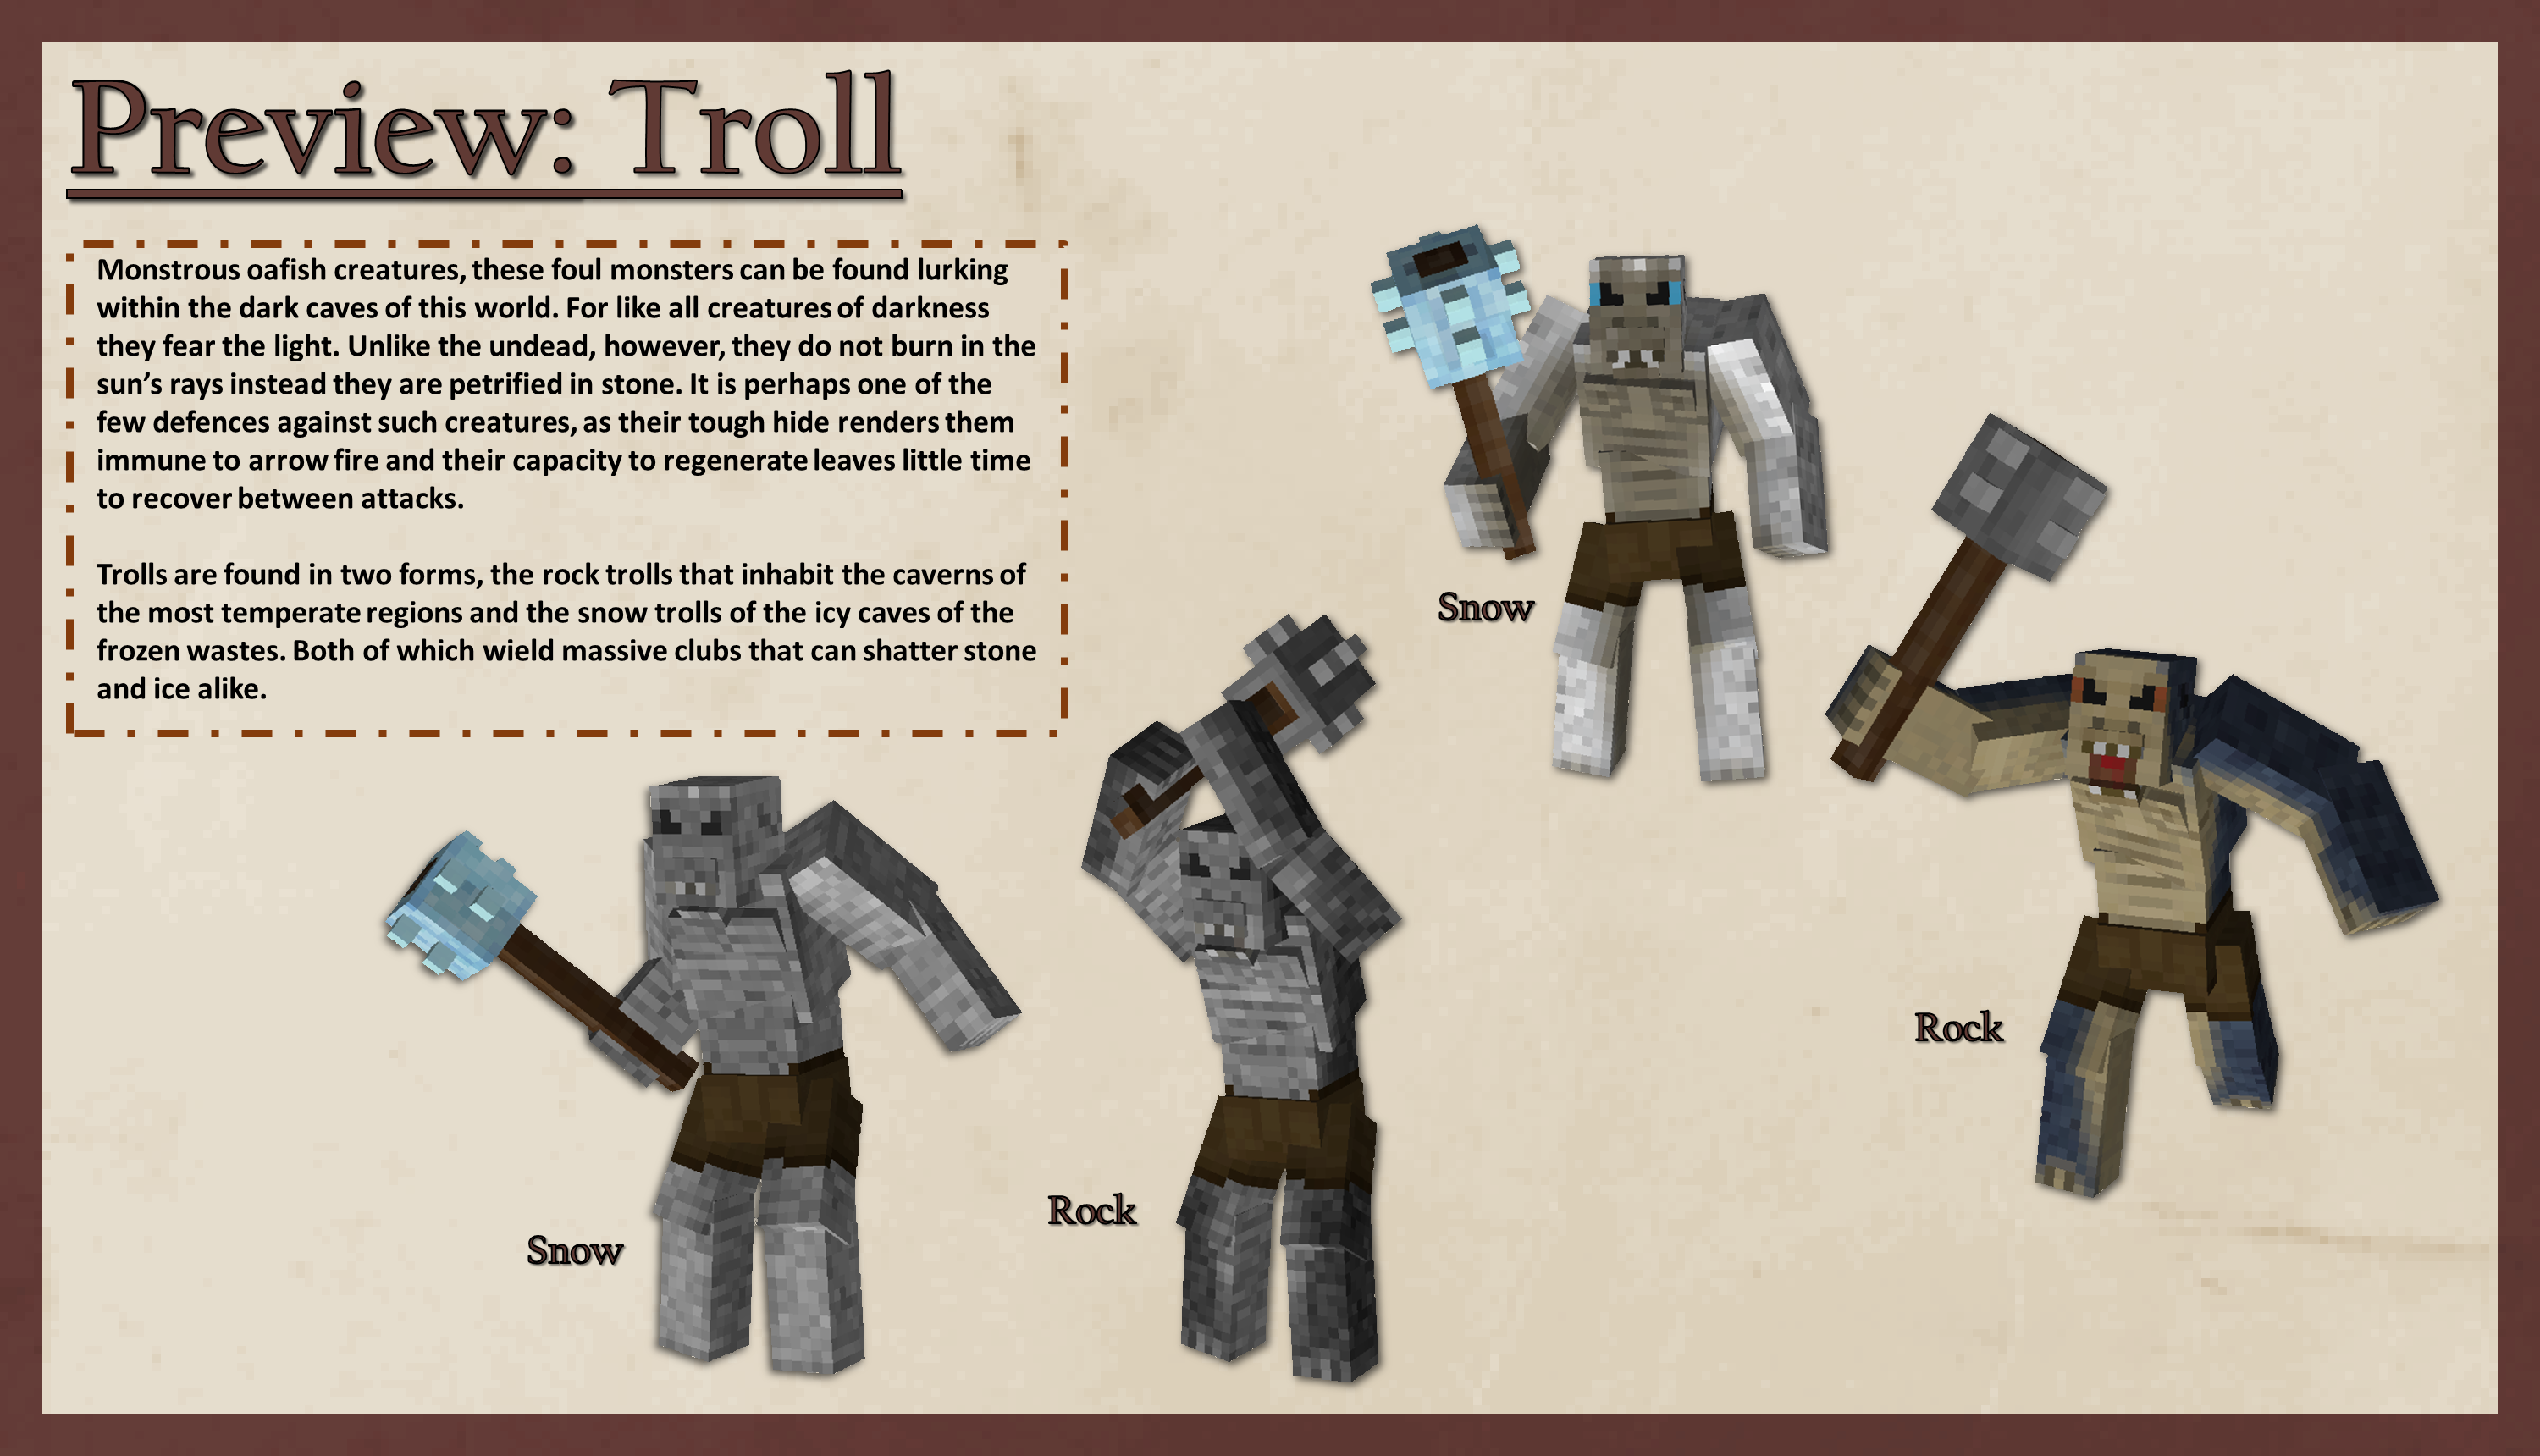 Preview: Troll
Monstrous oafish creatures, these foul monsters can be found lurking
within the dark caves of this world. For like all creatures of darkness
they fear the light. Unlike the undead, however, they do not burn in the
sun’s rays instead they are petrified in stone. It is perhaps one of the
few defences against such creatures, as their tough hide renders them
immune to arrow fire and their capacity to regenerate leaves little time
to recover between attacks.
Trolls are found in two forms, the rock trolls that inhabit the caverns of
the most temperate regions and the snow trolls of the icy caves of the
frozen wastes. Both of which wield massive clubs that can shatter stone
and ice alike.
Snow
Rock
Rock
Snow